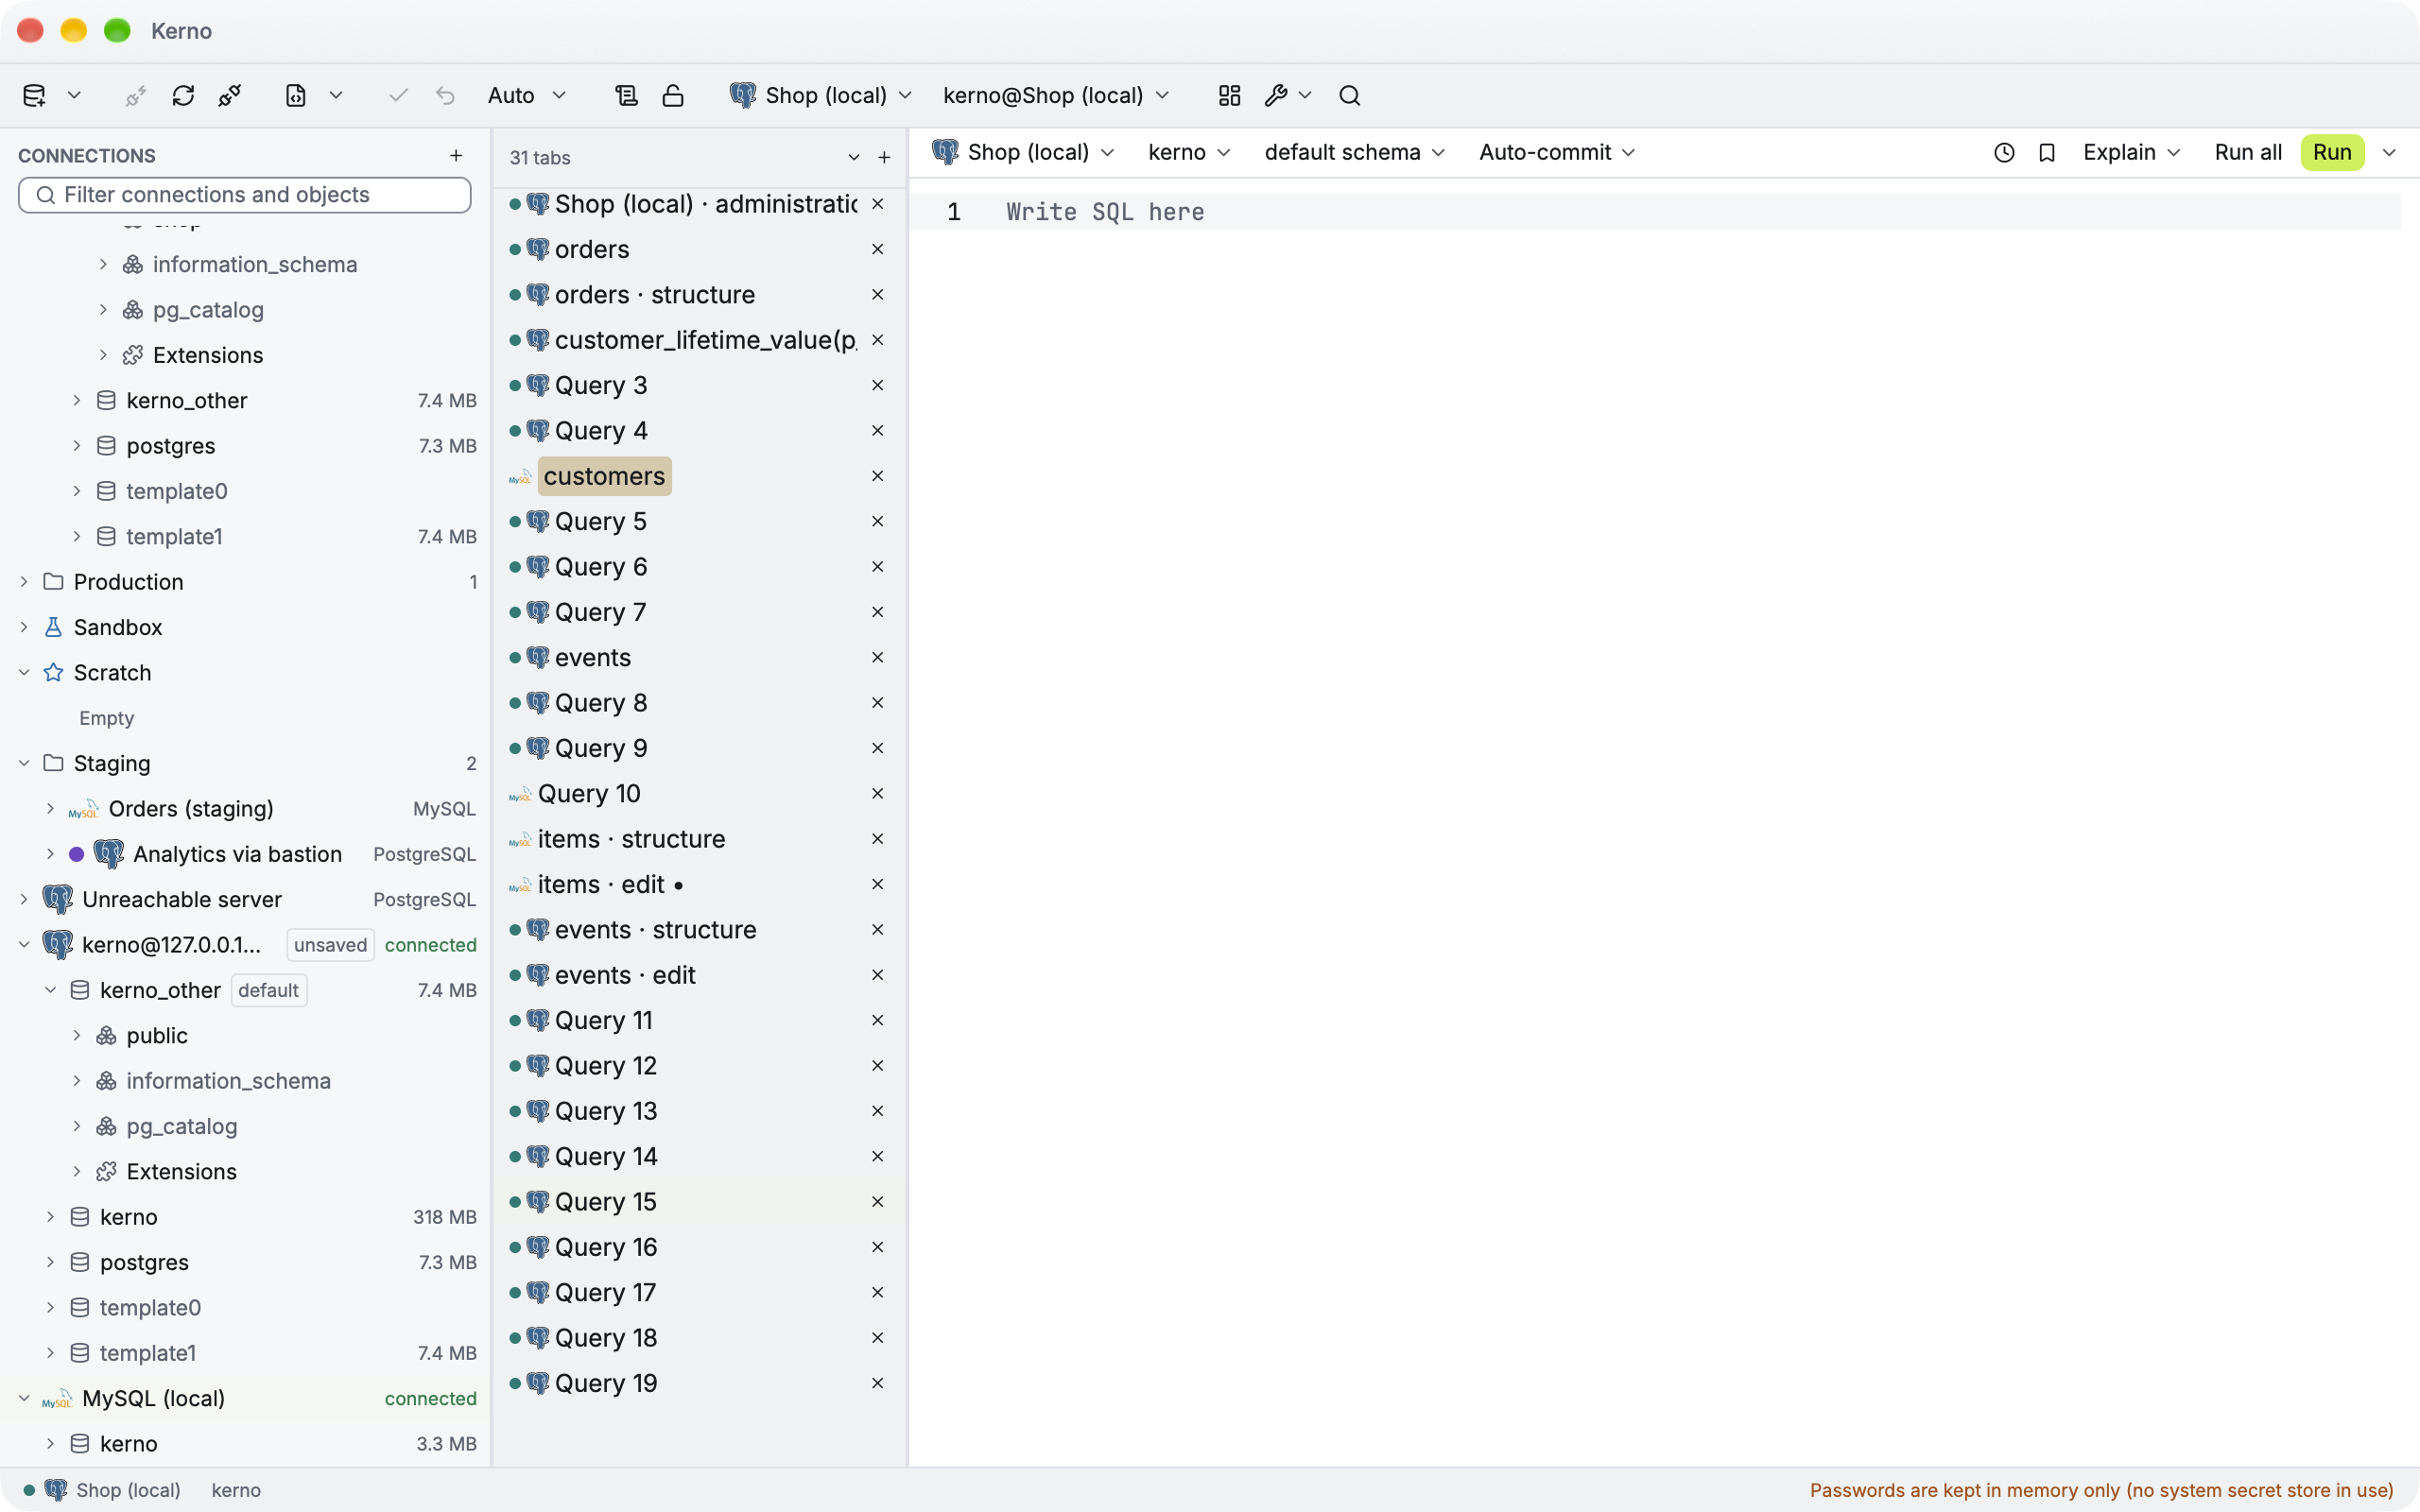 Kerno
Auto
Shop (local)
kerno@Shop (local)
CONNECTIONS
Filter connections and objects
information_schema
pg_catalog
Extensions
kerno_other 7.4 MB
postgres 7.3 MB
template0
template1 7.4 MB
Production 1
Sandbox
Scratch
Empty
Staging 2
Orders (staging) MySQL
Analytics via bastion PostgreSQL
Unreachable server PostgreSQL
kerno@127.0.0.1... unsaved connected
kerno_other default 7.4 MB
public
information_schema
pg_catalog
Extensions
kerno 318 MB
postgres 7.3 MB
template0
template1 7.4 MB
MySQL (local) connected
kerno 3.3 MB
31 tabs
Shop (local) · administratio
orders
orders · structure
customer_lifetime_value(p_
Query 3
Query 4
customers
Query 5
Query 6
Query 7
events
Query 8
Query 9
Query 10
items · structure
items · edit •
events · structure
events · edit
Query 11
Query 12
Query 13
Query 14
Query 15
Query 16
Query 17
Query 18
Query 19
Shop (local) kerno default schema Auto-commit Explain Run all Run
1 Write SQL here
Shop (local) kerno
Passwords are kept in memory only (no system secret store in use)